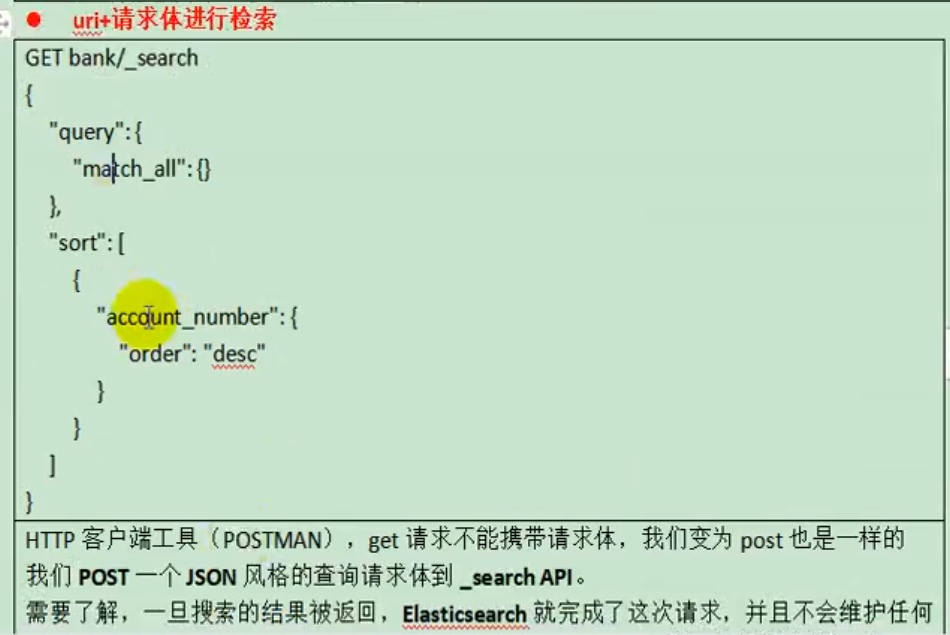 ● uri+请求体进行检索
GET bank/_search
{
"query": {
"match_all": {}
},
"sort": [
{
"account_number": {
"order": "desc"
}
}
]
}
HTTP 客户端工具（POSTMAN），get 请求不能携带请求体，我们变为 post 也是一样的
我们 POST 一个 JSON 风格的查询请求体到 _search API。
需要了解，一旦搜索的结果被返回，Elasticsearch 就完成了这次请求，并且不会维护任何